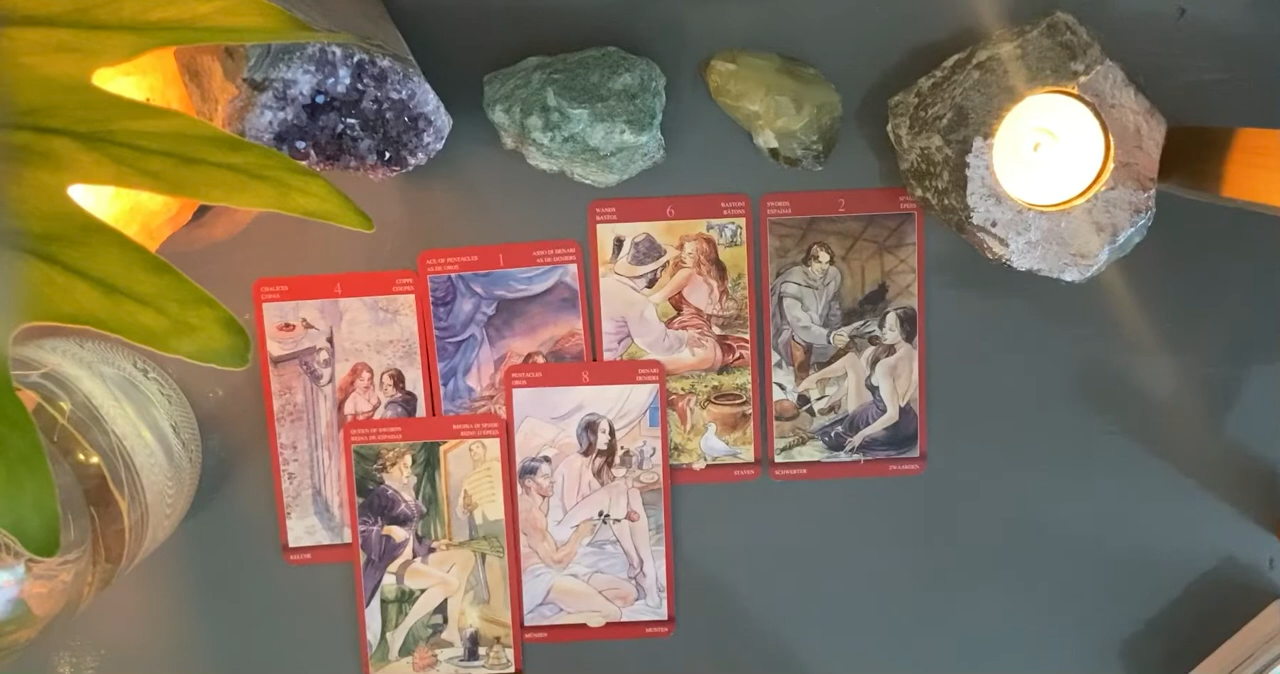 CHALICES
COPAS
4
COPPE
COUPES
KELCHE
ACE OF PENTACLES
AS DE OROS
1
ASSO DI DENARI
AS DE DENIERS
WANDS
BASTOS
6
BASTONI
BÂTONS
STAVEN
SWORDS
ESPADAS
2
ÉPÉES
SCHWERTER
ZWAARDEN
QUEEN OF SWORDS
REINA DE ESPADAS
REGINA DI SPADE
REINE D'ÉPÉES
PENTACLES
OROS
8
DENARI
DENIERS
MÜNZEN
MUNTEN